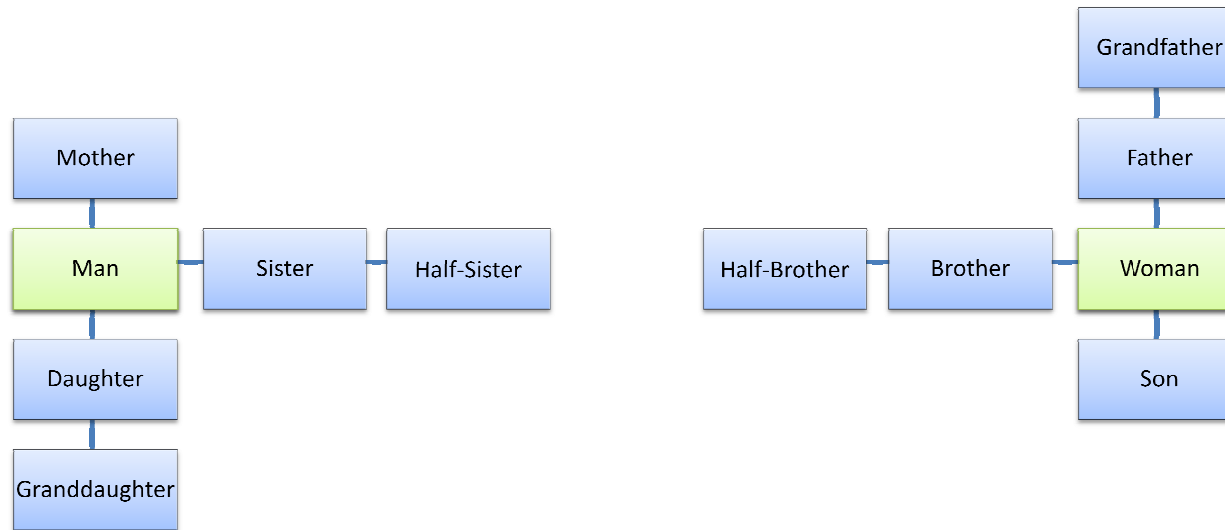 Grandfather
Mother
Father
Man
Sister
Half-Sister
Half-Brother
Brother
Woman
Daughter
Son
Granddaughter